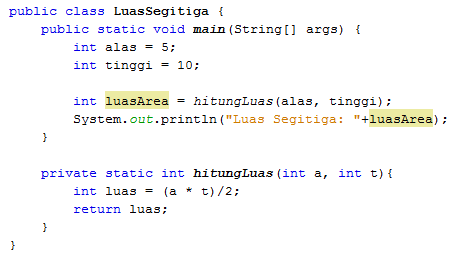 public class LuasSegitiga {
    public static void main(String[] args) {
        int alas = 5;
        int tinggi = 10;

        int luasArea = hitungLuas(alas, tinggi);
        System.out.println("Luas Segitiga: "+luasArea);
    }

    private static int hitungLuas(int a, int t){
        int luas = (a * t)/2;
        return luas;
    }
}